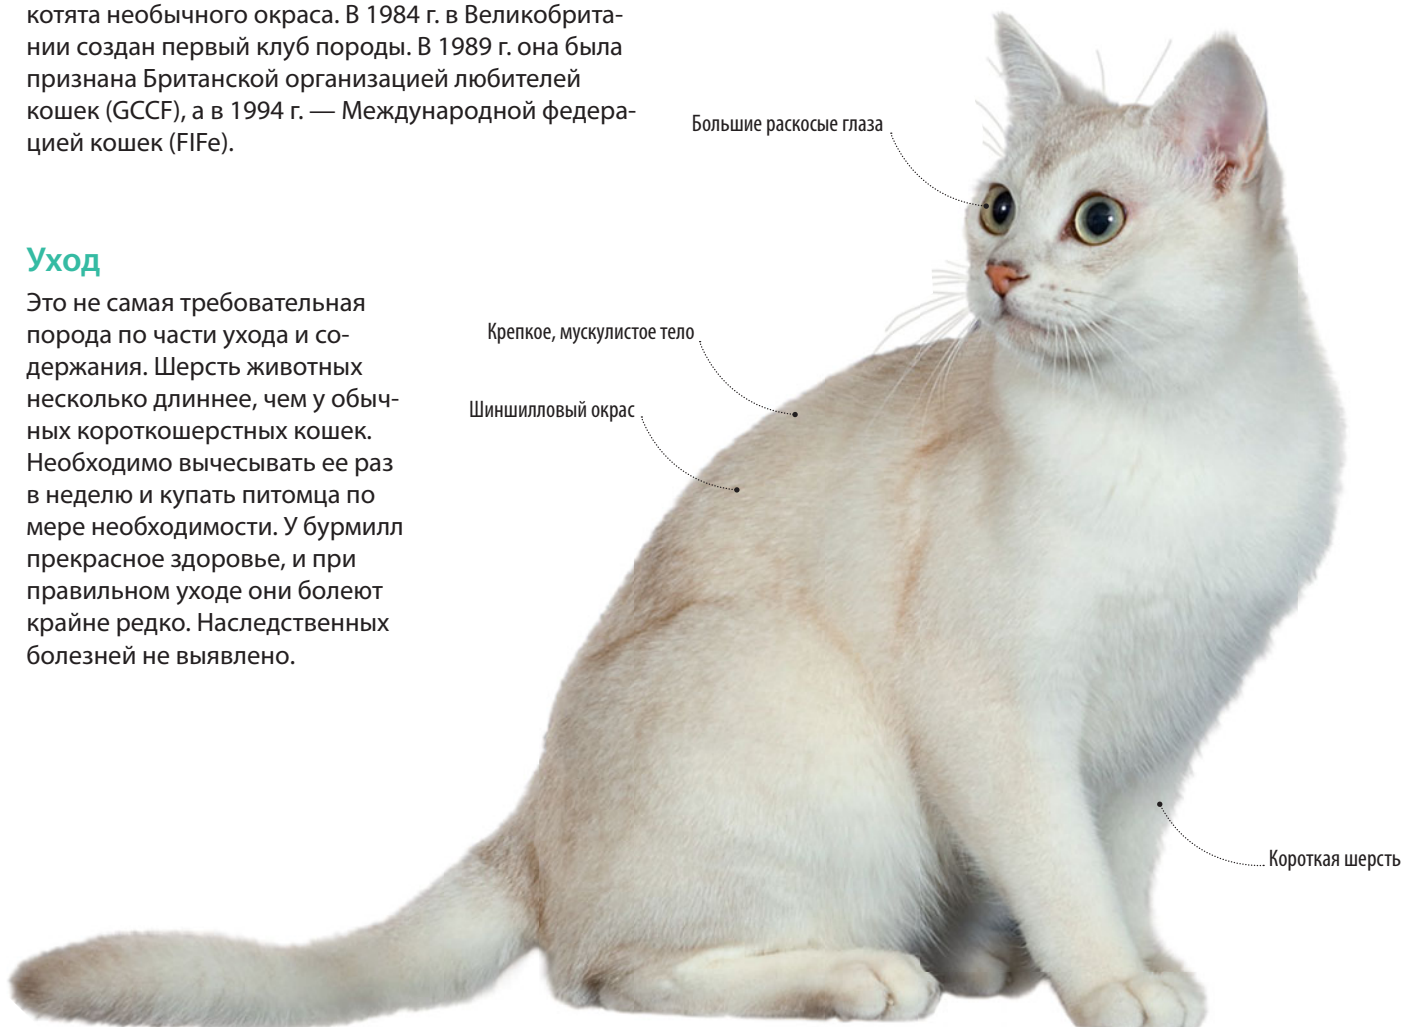 котята необычного окраса. В 1984 г. в Великобрита-
нии создан первый клуб породы. В 1989 г. она была
признана Британской организацией любителей
кошек (GCCF), а в 1994 г. — Международной федера-
цией кошек (FIFe).
Большие раскосые глаза
Уход
Это не самая требовательная
порода по части ухода и со-
держания. Шерсть животных
несколько длиннее, чем у обыч-
ных короткошерстных кошек.
Необходимо вычесывать ее раз
в неделю и купать питомца по
мере необходимости. У бурмилл
прекрасное здоровье, и при
правильном уходе они болеют
крайне редко. Наследственных
болезней не выявлено.
Крепкое, мускулистое тело
Шиншилловый окрас
Короткая шерсть